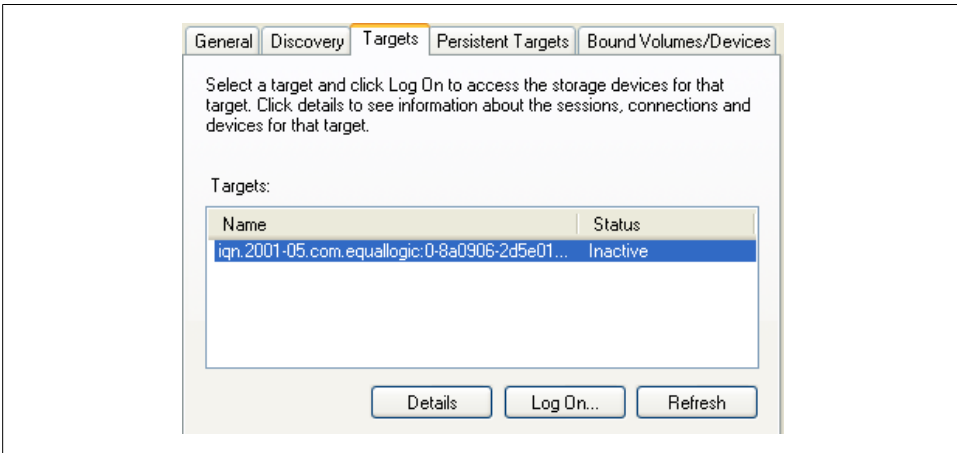 General Discovery Targets Persistent Targets Bound Volumes/Devices
Select a target and click Log On to access the storage devices for that
target. Click details to see information about the sessions, connections and
devices for that target.
Targets:
Name Status
iqn.2001-05.com.equallogic:0-8a0906-2d5e01... Inactive
Details Log On... Refresh